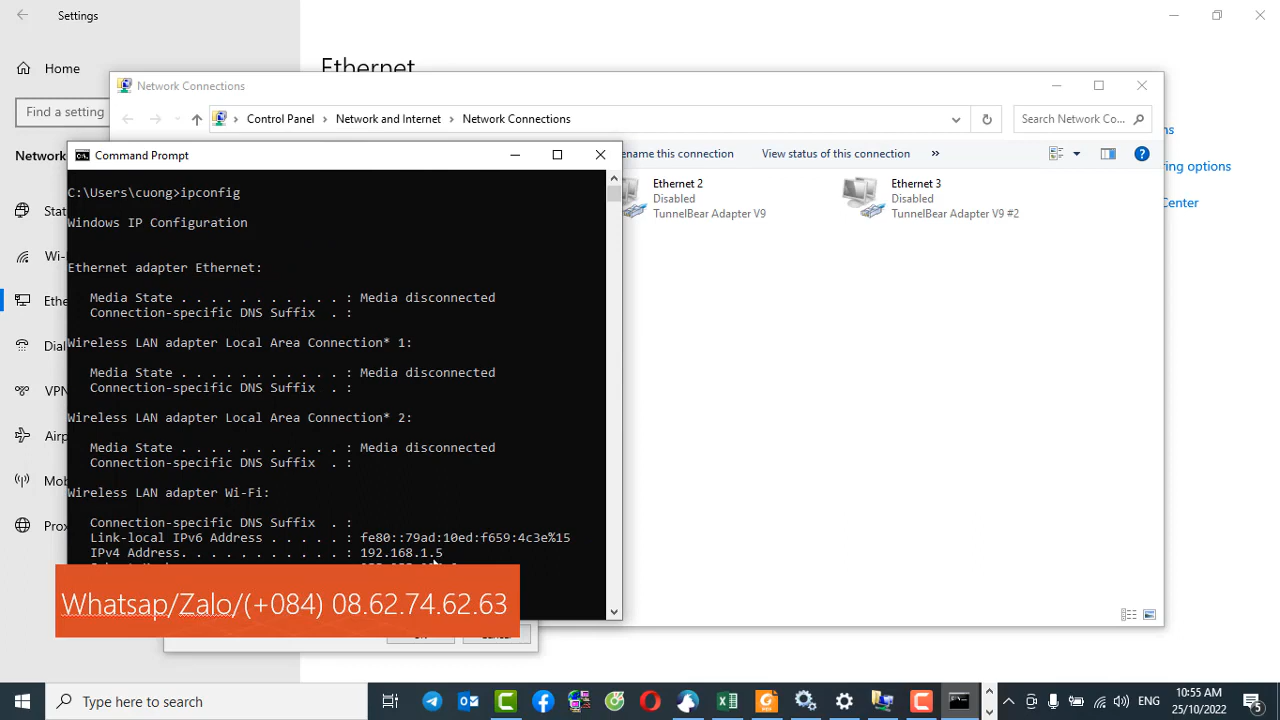 Settings
Home
Find a setting
Network
Ethernet
Network Connections
Control Panel > Network and Internet > Network Connections
Search Network Co...
ename this connection
View status of this connection
»
Ethernet 2
Disabled
TunnelBear Adapter V9
Ethernet 3
Disabled
TunnelBear Adapter V9 #2
ing options
Center
Command Prompt
C:\Users\cuong>ipconfig
Windows IP Configuration
Ethernet adapter Ethernet:
Media State . . . . . . . . . . . : Media disconnected
Connection-specific DNS Suffix . :
Wireless LAN adapter Local Area Connection* 1:
Media State . . . . . . . . . . . : Media disconnected
Connection-specific DNS Suffix . :
Wireless LAN adapter Local Area Connection* 2:
Media State . . . . . . . . . . . : Media disconnected
Connection-specific DNS Suffix . :
Wireless LAN adapter Wi-Fi:
Connection-specific DNS Suffix . :
Link-local IPv6 Address . . . . . : fe80::79ad:10ed:f659:4c3e%15
IPv4 Address. . . . . . . . . . . : 192.168.1.5
Whatsap/Zalo/(+084) 08.62.74.62.63
Stat
Wi-
Ethe
Dial
VPN
Airp
Mob
Prox
Type here to search
ENG
10:55 AM
25/10/2022
5